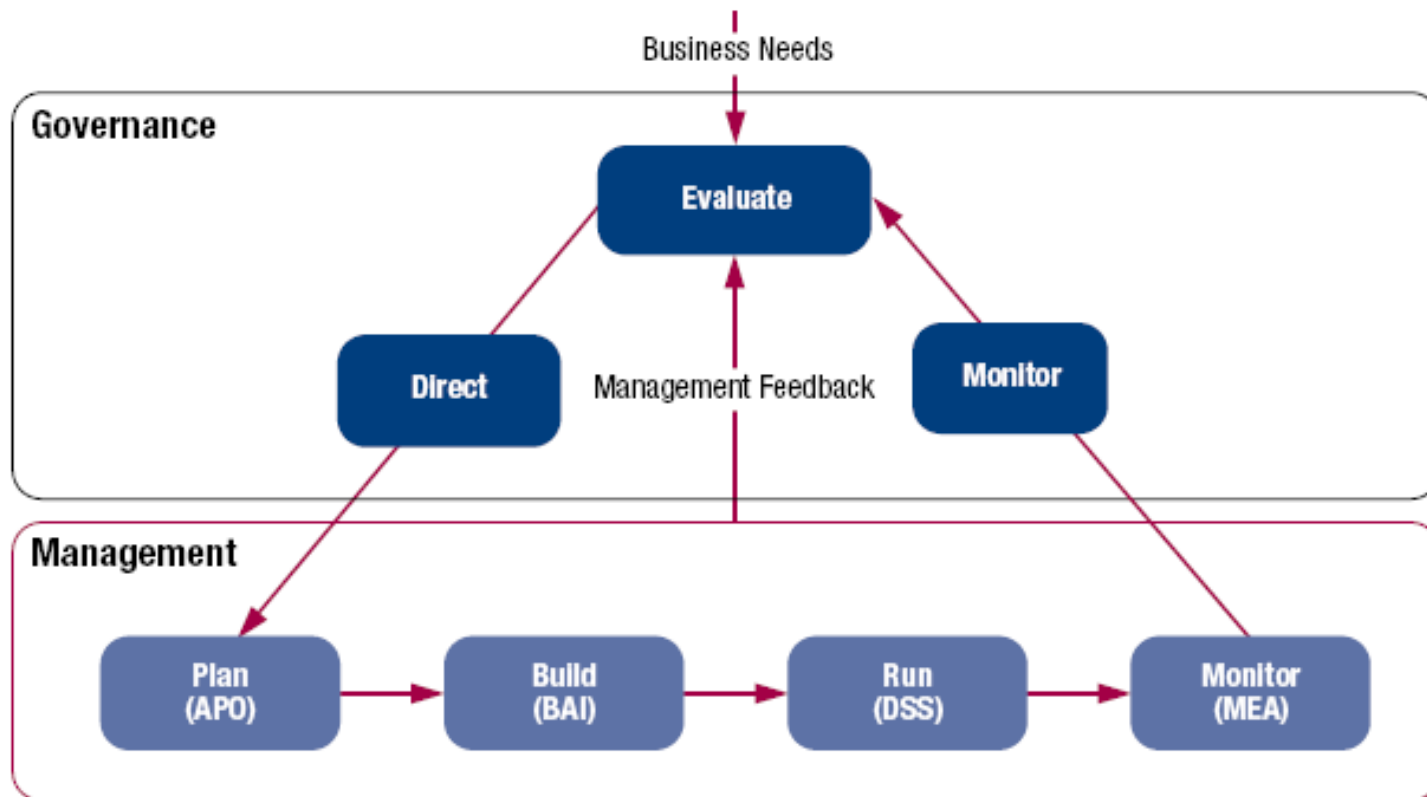 Business Needs
Governance
Evaluate
Direct
Management Feedback
Monitor
Management
Plan
(APO)
Build
(BAI)
Run
(DSS)
Monitor
(MEA)